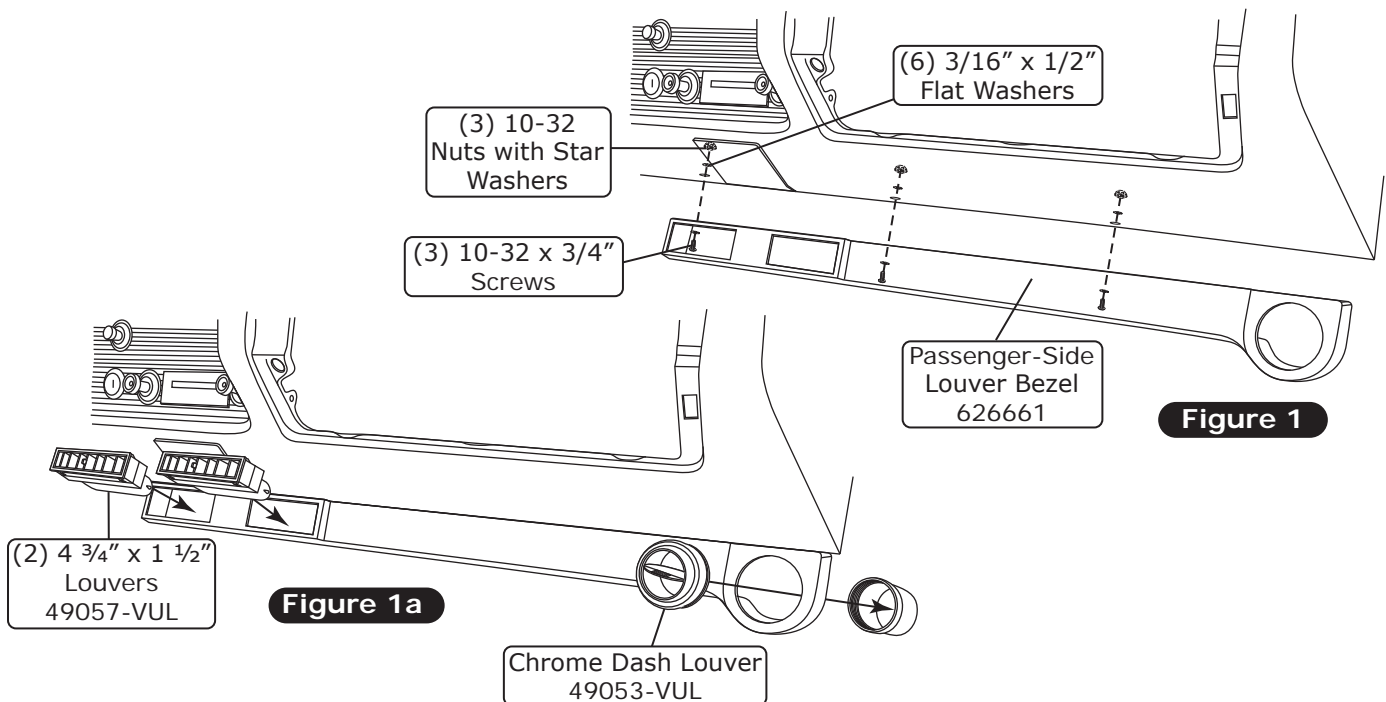 (6) 3/16” x 1/2”
Flat Washers
(3) 10-32
Nuts with Star
Washers
(3) 10-32 x 3/4”
Screws
Passenger-Side
Louver Bezel
626661
Figure 1
(2) 4 ¾” x 1 ½”
Louvers
49057-VUL
Figure 1a
Chrome Dash Louver
49053-VUL